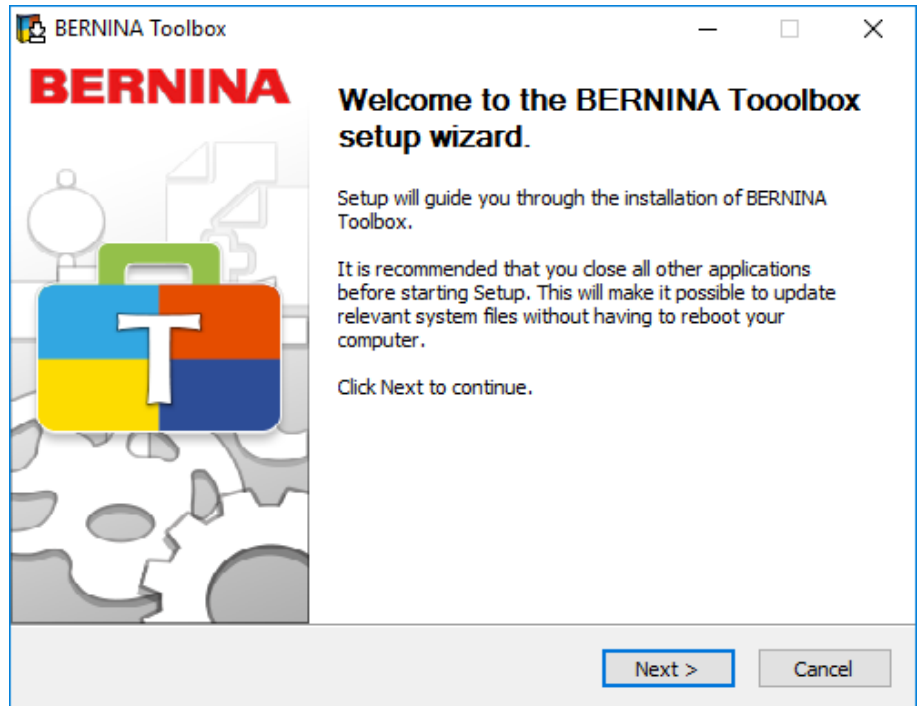 BERNINA Toolbox
BERNINA
T
Welcome to the BERNINA Tooolbox
setup wizard.
Setup will guide you through the installation of BERNINA
Toolbox.
It is recommended that you close all other applications
before starting Setup. This will make it possible to update
relevant system files without having to reboot your
computer.
Click Next to continue.
Next >
Cancel